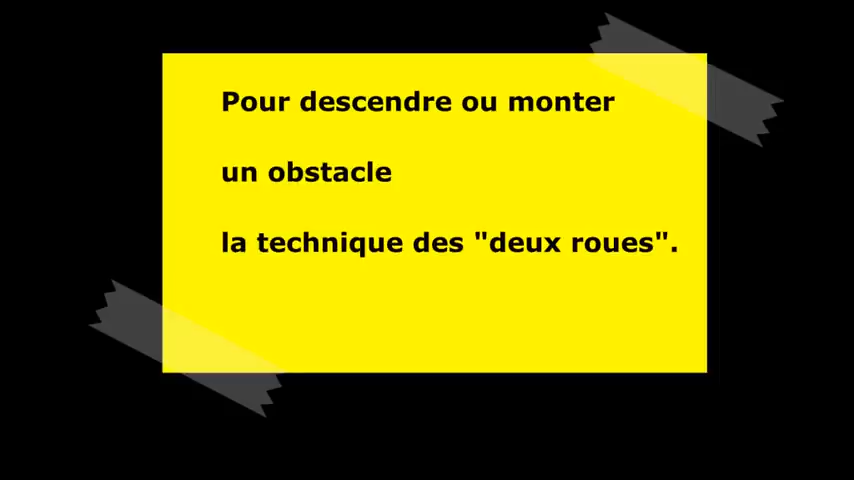 Pour descendre ou monter
un obstacle
la technique des "deux roues".